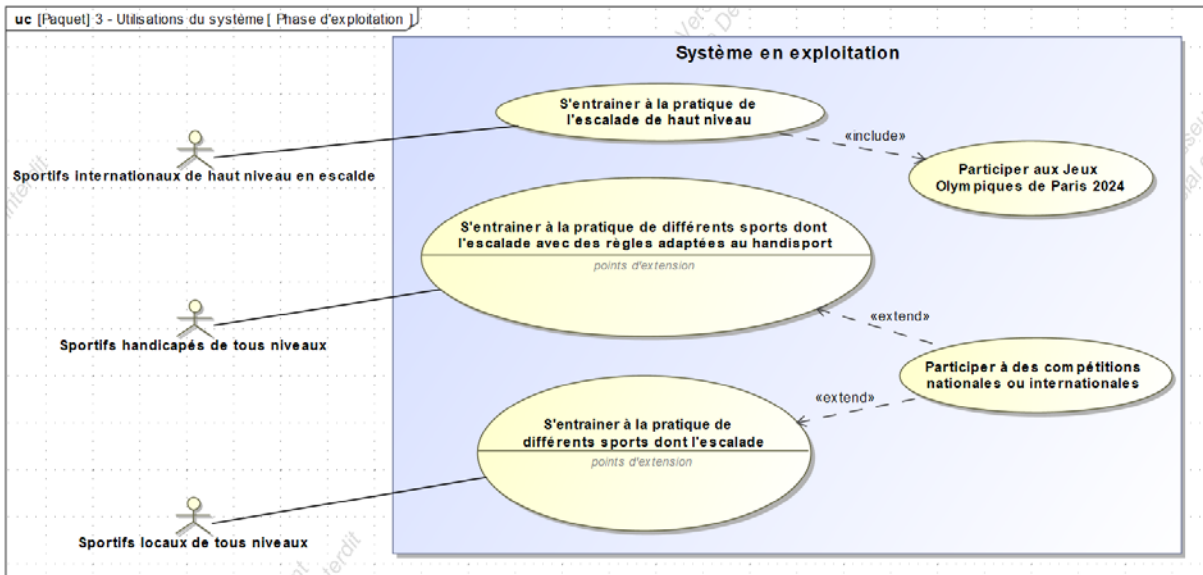 uc [Paquet] 3 - Utilisations du système [ Phase d'exploitation ]
Système en exploitation
S'entrainer à la pratique de
l'escalade de haut niveau
«include»
Participer aux Jeux
Olympiques de Paris 2024
Sportifs internationaux de haut niveau en escalde
S'entrainer à la pratique de différents sports dont
l'escalade avec des règles adaptées au handisport
points d'extension
Sportifs handicapés de tous niveaux
«extend»
Participer à des compétitions
nationales ou internationales
«extend»
S'entrainer à la pratique de
différents sports dont l'escalade
points d'extension
Sportifs locaux de tous niveaux